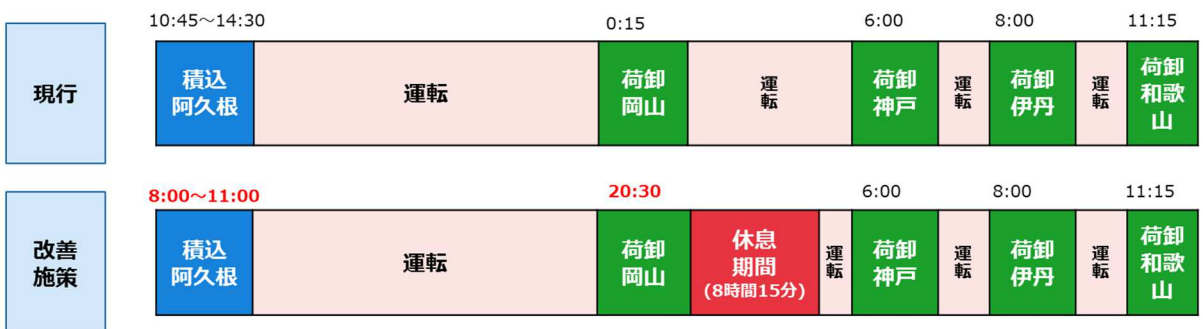 10:45～14:30
0:15
6:00
8:00
11:15
現行
積込
阿久根
運転
荷卸
岡山
運転
荷卸
神戸
運転
荷卸
伊丹
運転
荷卸
和歌
山
8:00～11:00
20:30
6:00
8:00
11:15
改善
施策
積込
阿久根
運転
荷卸
岡山
休息
期間
(8時間15分)
運転
荷卸
神戸
運転
荷卸
伊丹
運転
荷卸
和歌
山